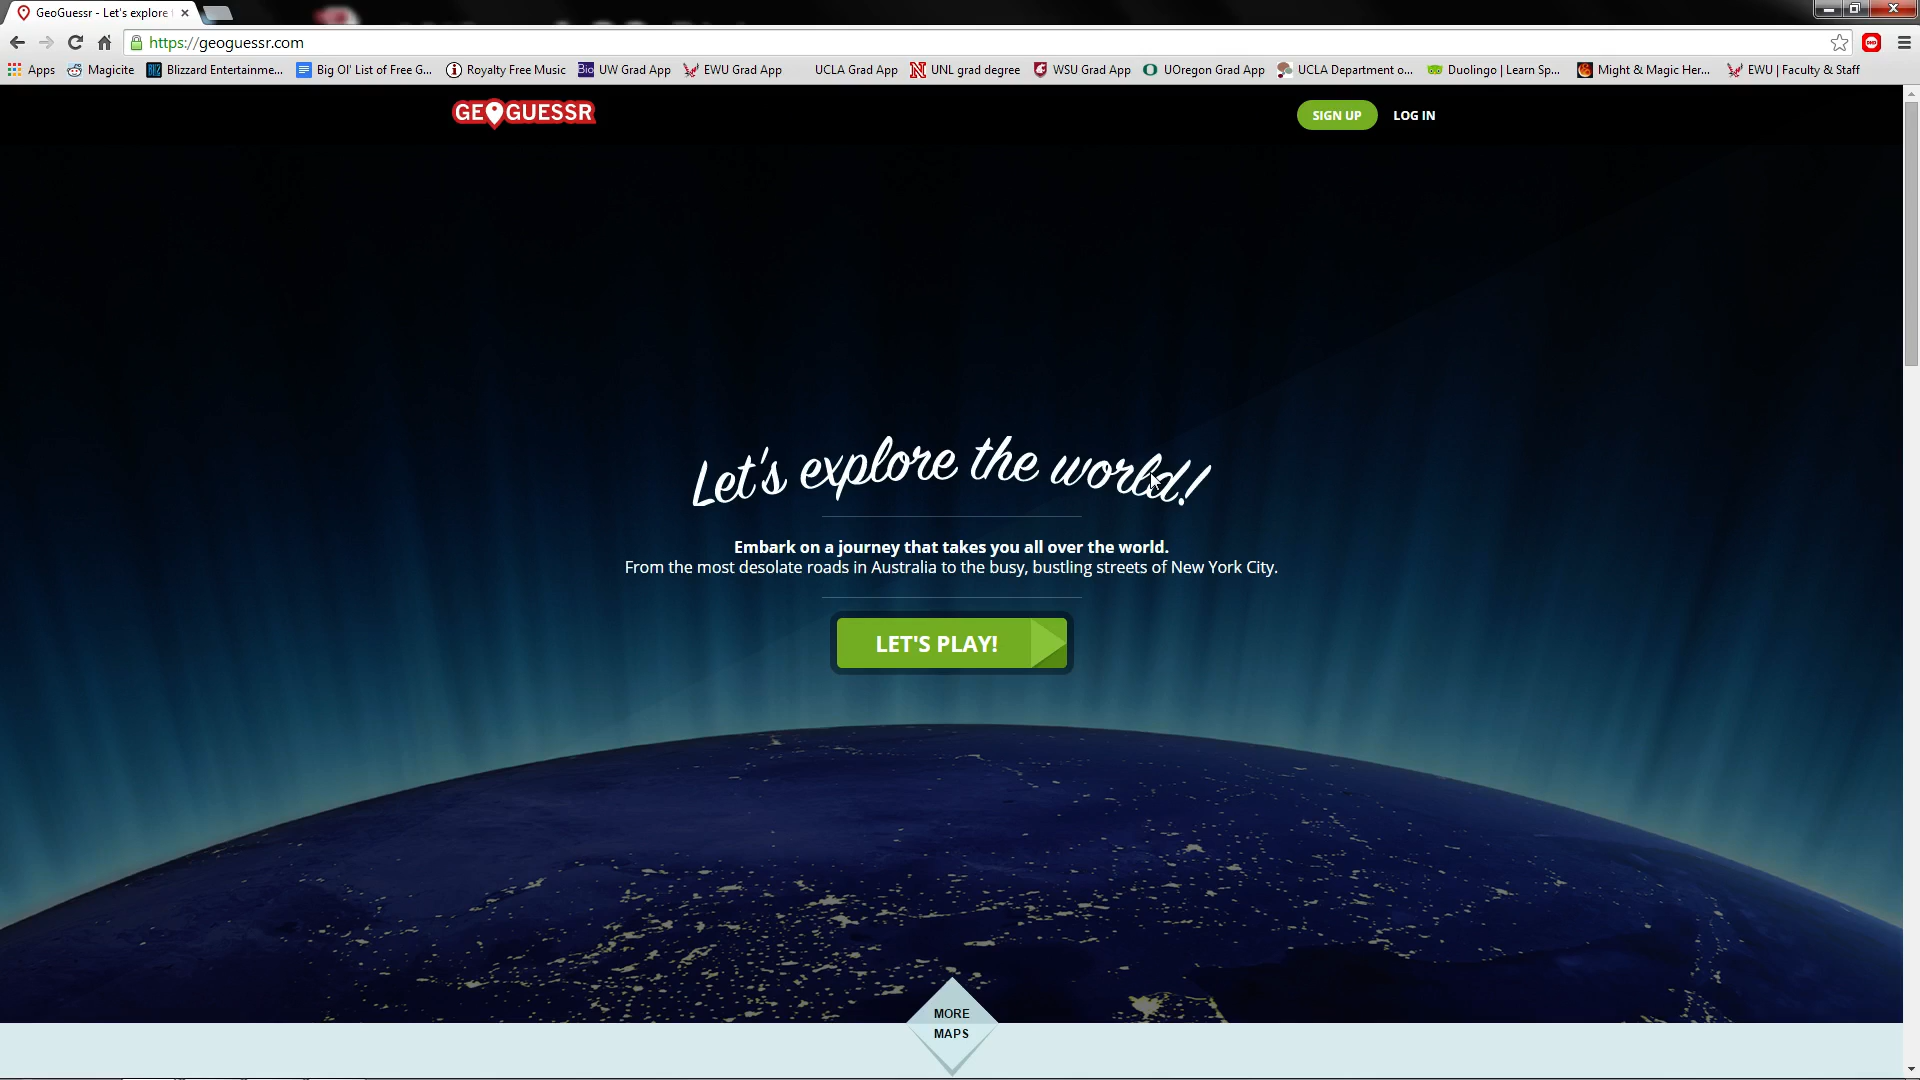 GeoGuessr - Let's explore
https://geoguessr.com
Apps Magicite Blizzard Entertainme... Big Ol' List of Free G... Royalty Free Music UW Grad App EWU Grad App UCLA Grad App UNL grad degree WSU Grad App UOregon Grad App UCLA Department o... Duolingo | Learn Sp... Might & Magic Her... EWU | Faculty & Staff
GEOGUESSR
SIGN UP LOG IN
Let's explore the world!
Embark on a journey that takes you all over the world.
From the most desolate roads in Australia to the busy, bustling streets of New York City.
LET'S PLAY!
MORE
MAPS